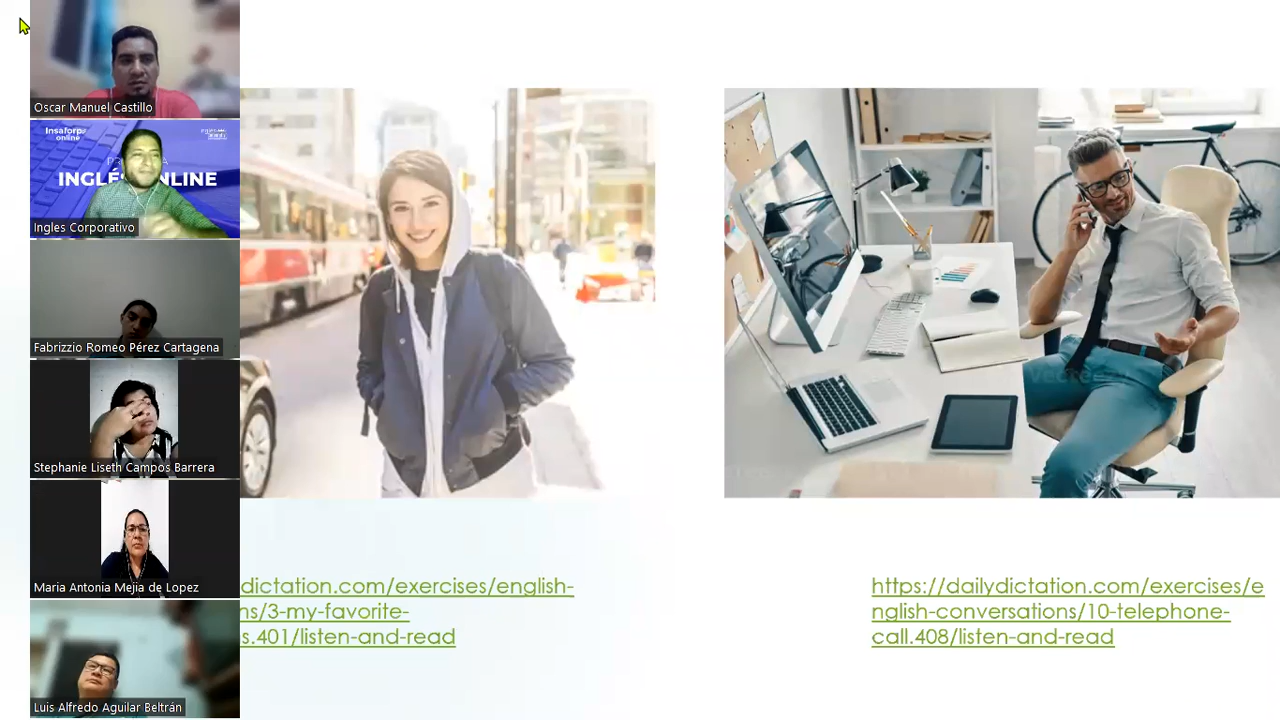 Oscar Manuel Castillo
Insaforp
online
INGLÉS ONLINE
Ingles Corporativo
Fabrizzio Romeo Pérez Cartagena
Stephanie Liseth Campos Barrera
Maria Antonia Mejia de Lopez
Luis Alfredo Aguilar Beltrán
dictation.com/exercises/english-
ns/3-my-favorite-
s.401/listen-and-read
https://dailydictation.com/exercises/e
nglish-conversations/10-telephone-
call.408/listen-and-read